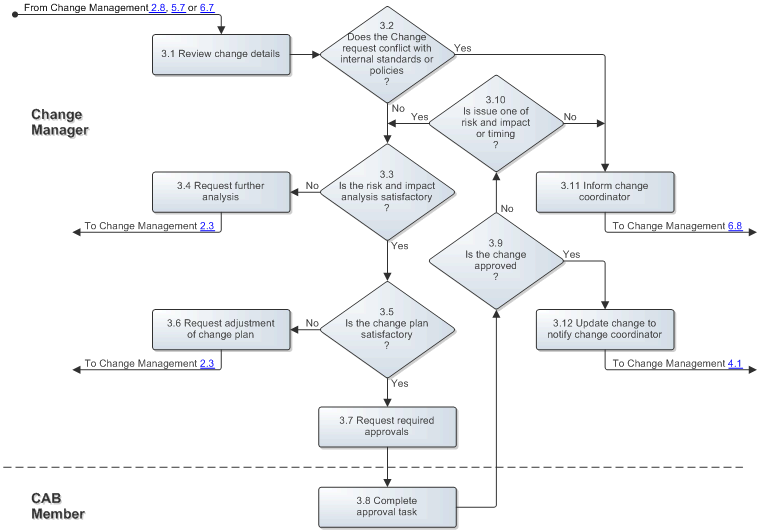 From Change Management 2.8, 5.7 or 6.7
3.1 Review change details
3.2
Does the Change
request conflict with
internal standards or
policies
?
Yes
No
Change
Manager
3.10
Is issue one of
risk and impact
or timing
?
Yes
No
3.3
Is the risk and impact
analysis satisfactory
?
No
Yes
3.4 Request further
analysis
To Change Management 2.3
3.11 Inform change
coordinator
To Change Management 6.8
3.9
Is the change
approved
?
No
Yes
3.5
Is the change plan
satisfactory
?
No
Yes
3.6 Request adjustment
of change plan
To Change Management 2.3
3.12 Update change to
notify change coordinator
To Change Management 4.1
3.7 Request required
approvals
CAB
Member
3.8 Complete
approval task